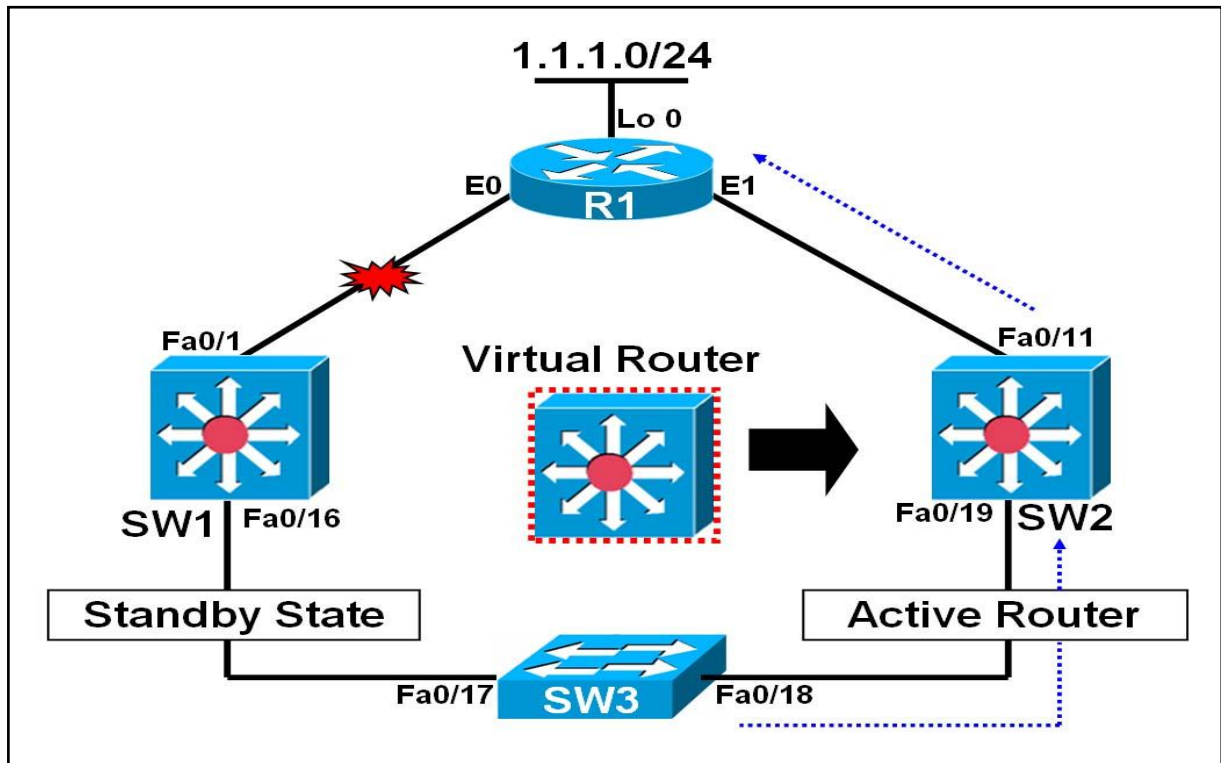 1.1.1.0/24
Lo 0
E0
E1
R1
Fa0/1
Fa0/11
Virtual Router
SW1
Fa0/16
Fa0/19
SW2
Standby State
Active Router
Fa0/17
SW3
Fa0/18